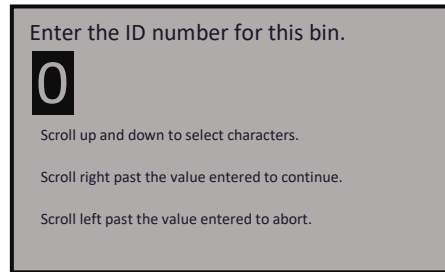 Enter the ID number for this bin.
0
Scroll up and down to select characters.
Scroll right past the value entered to continue.
Scroll left past the value entered to abort.